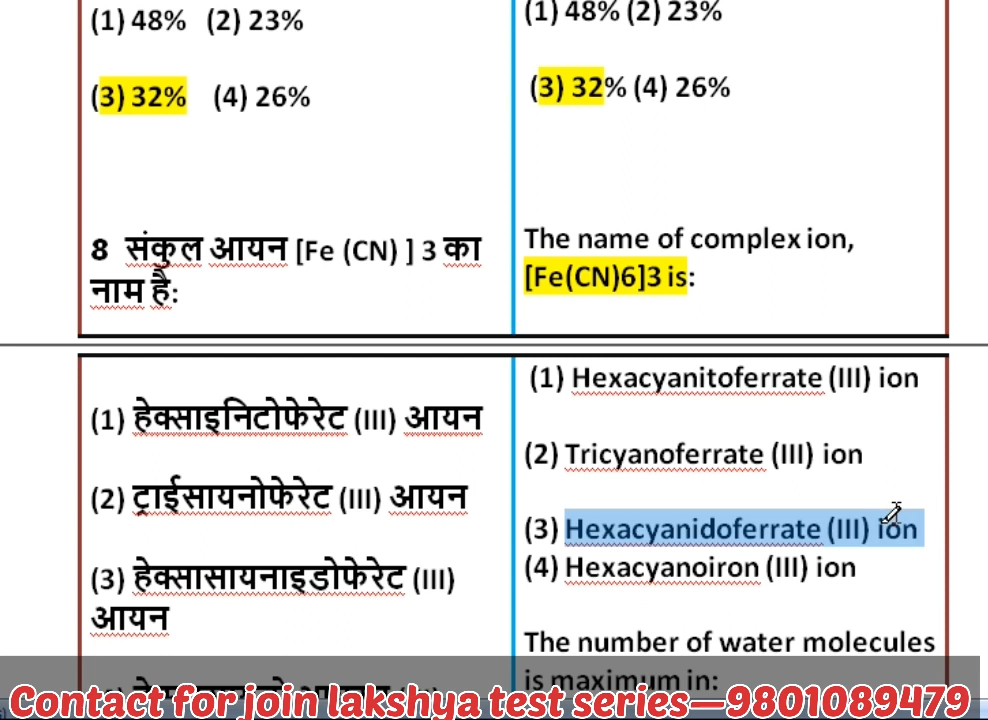 (1) 48% (2) 23%
(3) 32% (4) 26%
8 संकुल आयन [Fe (CN) ] 3 का
नाम है:
(1) हेक्साइनिटोफेरेट (III) आयन
(2) ट्राईसायनोफेरेट (III) आयन
(3) हेक्सासायनाइडोफेरेट (III)
आयन
(1) 48% (2) 23%
(3) 32% (4) 26%
The name of complex ion,
[Fe(CN)6]3 is:
(1) Hexacyanitoferrate (III) ion
(2) Tricyanoferrate (III) ion
(3) Hexacyanidoferrate (III) ion
(4) Hexacyanoiron (III) ion
The number of water molecules
is maximum in:
Contact for join lakshya test series—9801089479